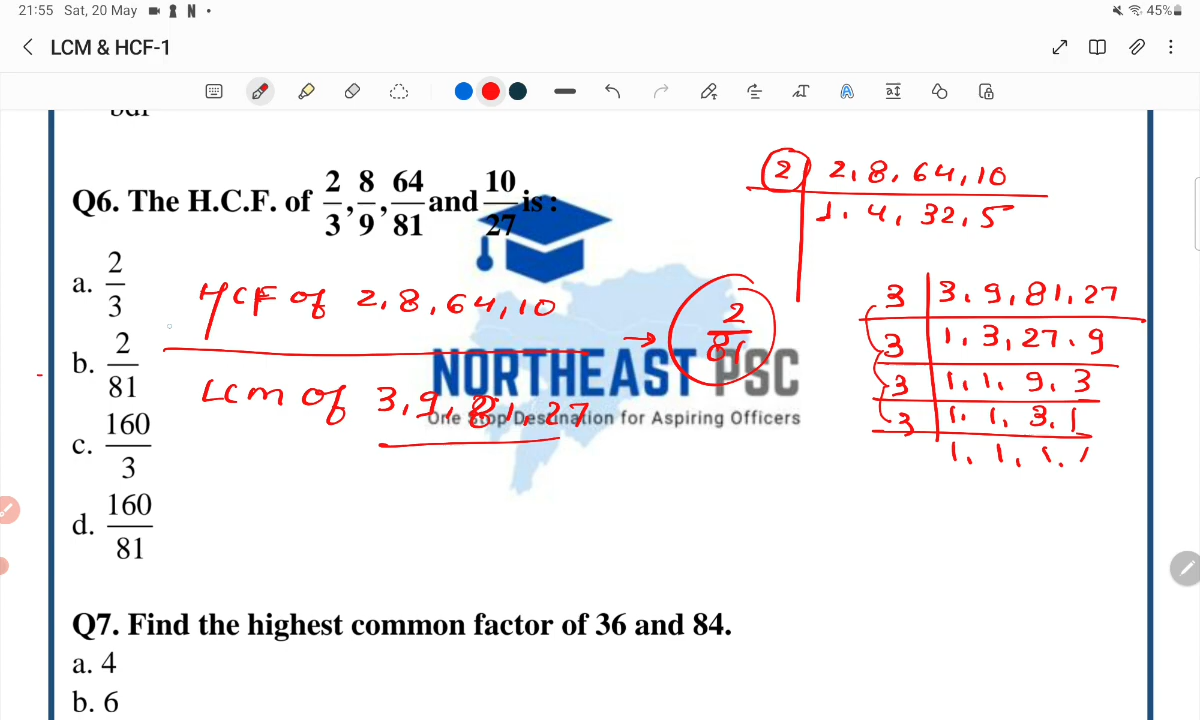 21:55 Sat, 20 May
45%
LCM & HCF-1
Q6. The H.C.F. of 2/3, 8/9, 64/81 and 10/27 is :
a. 2/3
b. 2/81
c. 160/3
d. 160/81
HCF of 2, 8, 64, 10
LCM of 3, 9, 81, 27
→ 2/81
2 | 2, 8, 64, 10
1, 4, 32, 5
3 | 3, 9, 81, 27
3 | 1, 3, 27, 9
3 | 1, 1, 9, 3
3 | 1, 1, 3, 1
1, 1, 1, 1
NORTHEAST PSC
One Stop Destination for Aspiring Officers
Q7. Find the highest common factor of 36 and 84.
a. 4
b. 6